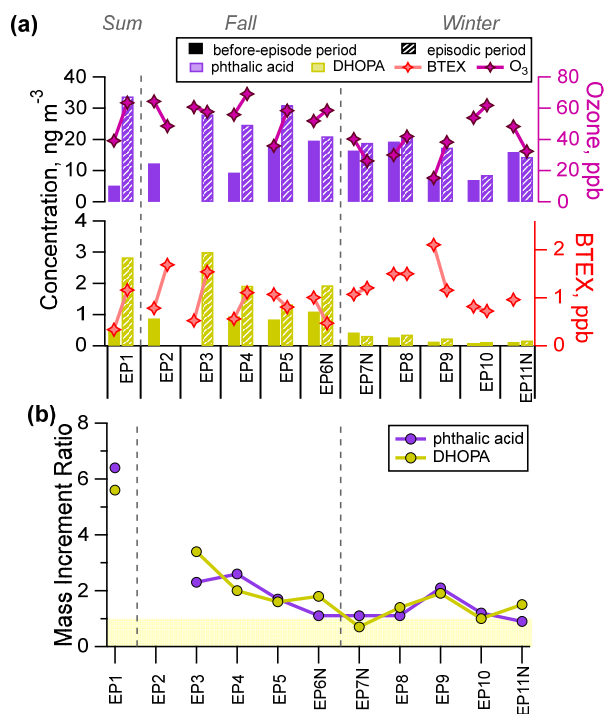 Sum Fall Winter
(a)
before-episode period episodic period
phthalic acid DHOPA BTEX O3
40 30 20 10 0
Concentration, ng m-3
80 60 40 20 0
Ozone, ppb
4 3 2 1 0
2 1 0
BTEX, ppb
EP1 EP2 EP3 EP4 EP5 EP6N EP7N EP8 EP9 EP10 EP11N
(b)
8 6 4 2 0
Mass Increment Ratio
phthalic acid
DHOPA
EP1 EP2 EP3 EP4 EP5 EP6N EP7N EP8 EP9 EP10 EP11N